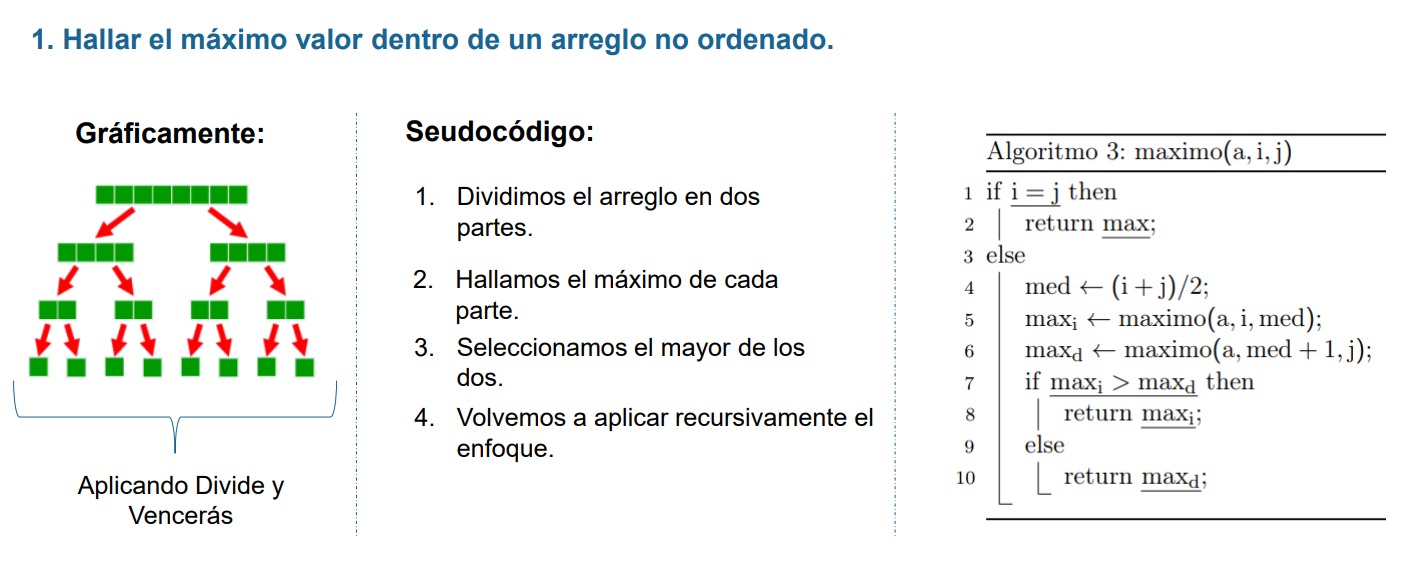 1. Hallar el máximo valor dentro de un arreglo no ordenado.
Gráficamente:
Aplicando Divide y
Vencerás
Seudocódigo:
1. Dividimos el arreglo en dos
partes.
2. Hallamos el máximo de cada
parte.
3. Seleccionamos el mayor de los
dos.
4. Volvemos a aplicar recursivamente el
enfoque.
Algoritmo 3: maximo(a, i, j)
1 if i = j then
2 return max;
3 else
4 med ← (i + j)/2;
5 maxᵢ ← maximo(a, i, med);
6 max_d ← maximo(a, med + 1, j);
7 if maxᵢ > max_d then
8 return maxᵢ;
9 else
10 return max_d;